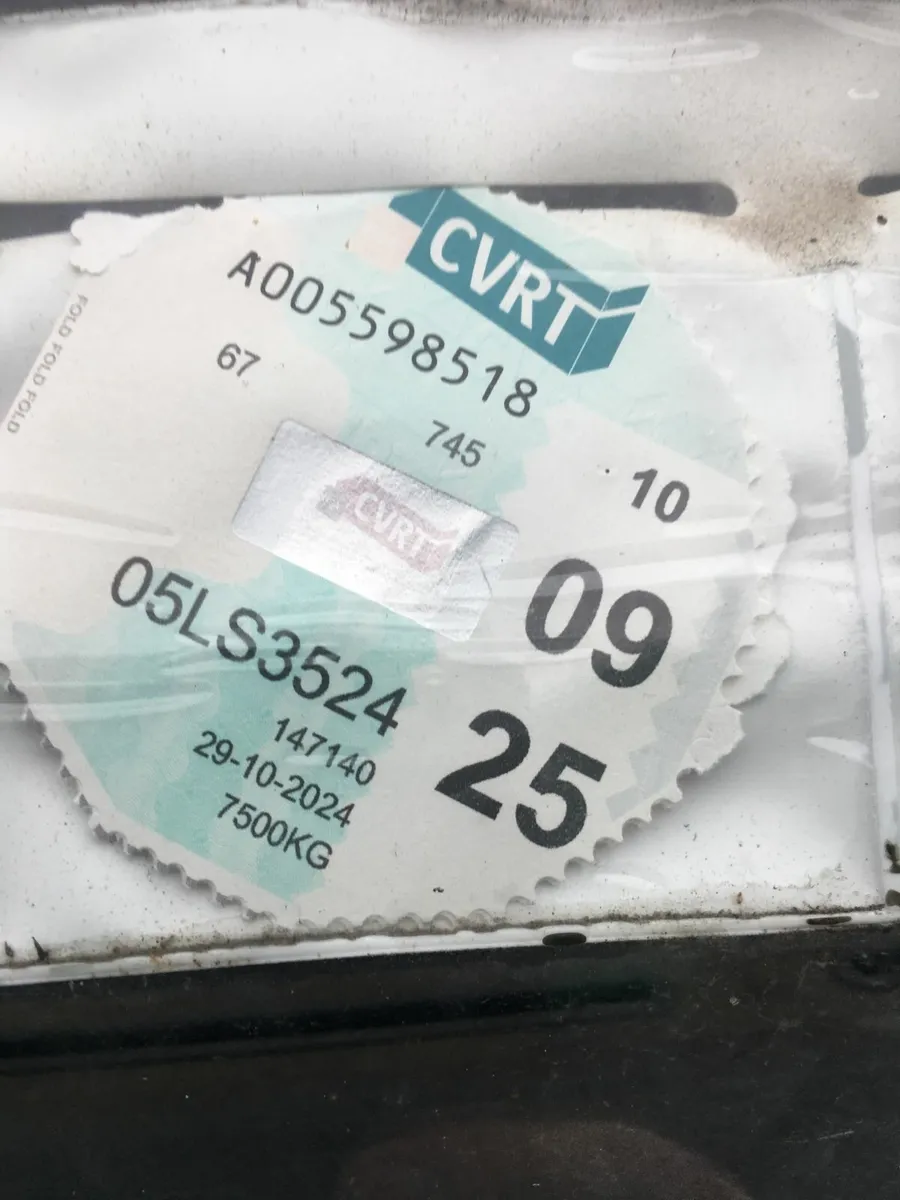 CVRT
A005598518
FOLD FOLD FOLD
67
745
10
CVRT
09
05LS3524
25
147140
29-10-2024
7500KG